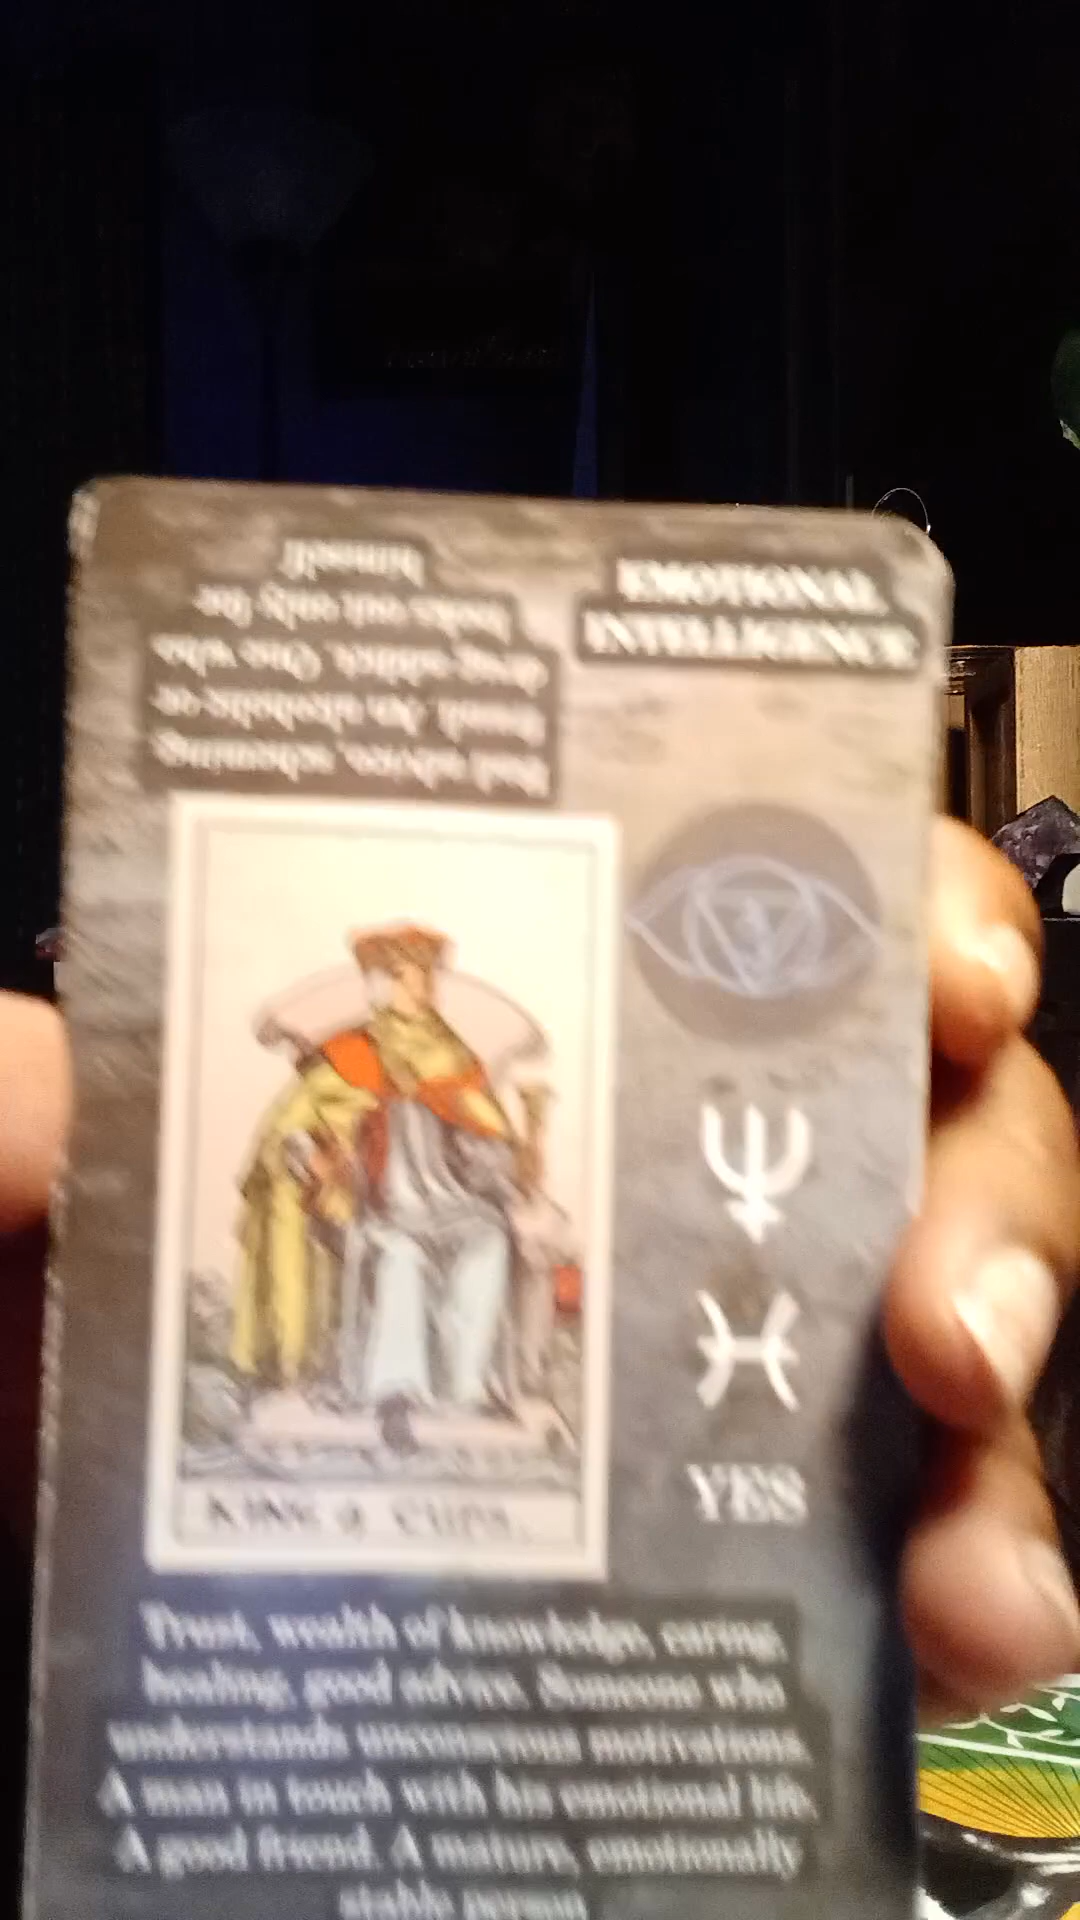 himself
looks out only for
drug addict. One who
fraud. An alcoholic or
Bad advice, scheming,
EMOTIONAL
INTELLIGENCE
KING of CUPS.
YES
Trust, wealth of knowledge, caring,
healing, good advice. Someone who
understands unconscious motivations.
A man in touch with his emotional life.
A good friend. A mature, emotionally
stable person